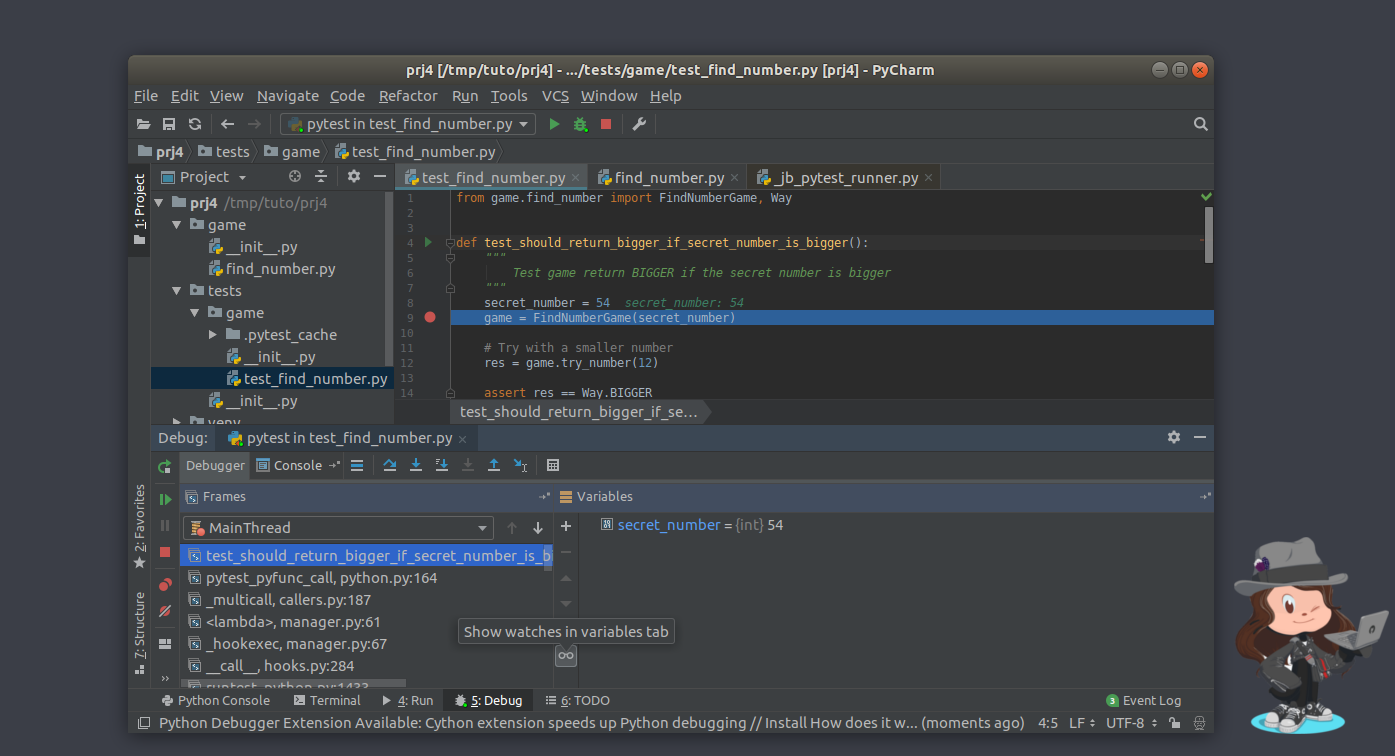 prj4 [/tmp/tuto/prj4] - .../tests/game/test_find_number.py [prj4] - PyCharm
File Edit View Navigate Code Refactor Run Tools VCS Window Help
pytest in test_find_number.py
prj4 tests game test_find_number.py
1: Project
Project
test_find_number.py
find_number.py
_jb_pytest_runner.py
prj4 /tmp/tuto/prj4
game
__init__.py
find_number.py
tests
game
.pytest_cache
__init__.py
test_find_number.py
__init__.py
venv
1 from game.find_number import FindNumberGame, Way
2
3
4 def test_should_return_bigger_if_secret_number_is_bigger():
5 """
6 Test game return BIGGER if the secret number is bigger
7 """
8 secret_number = 54 secret_number: 54
9 game = FindNumberGame(secret_number)
10
11 # Try with a smaller number
12 res = game.try_number(12)
13
14 assert res == Way.BIGGER
test_should_return_bigger_if_se...
Debug: pytest in test_find_number.py
Debugger Console
2: Favorites
7: Structure
Frames
MainThread
test_should_return_bigger_if_secret_number_is_bi
pytest_pyfunc_call, python.py:164
_multicall, callers.py:187
<lambda>, manager.py:61
_hookexec, manager.py:67
__call__, hooks.py:284
runtest, python.py:1433
Variables
secret_number = {int} 54
Show watches in variables tab
Python Console Terminal 4: Run 5: Debug 6: TODO 3 Event Log
Python Debugger Extension Available: Cython extension speeds up Python debugging // Install How does it w... (moments ago) 4:5 LF UTF-8